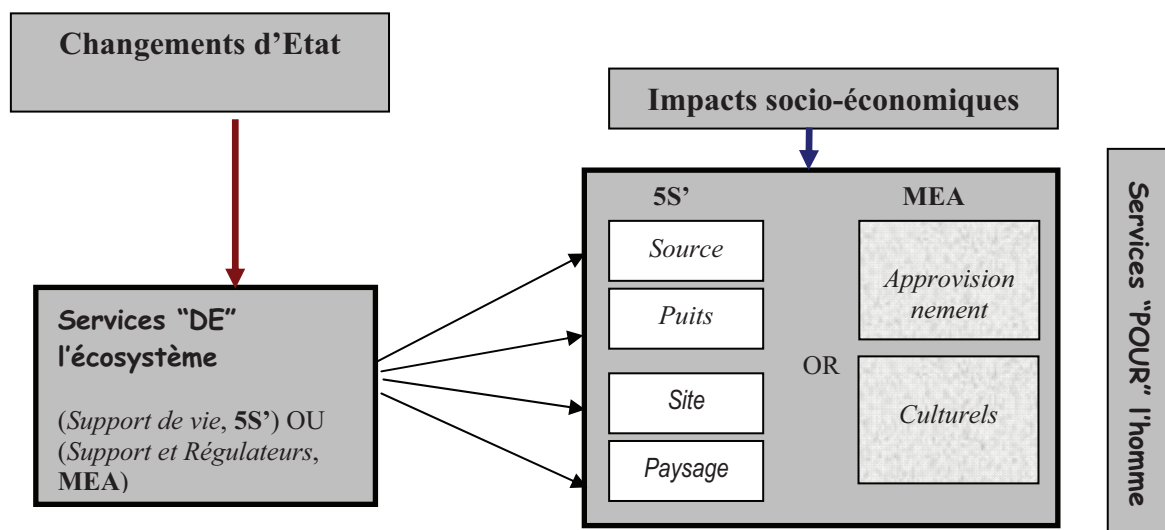 Changements d’Etat
Impacts socio-économiques
Services “DE”
l’écosystème
(Support de vie, 5S’) OU
(Support et Régulateurs,
MEA)
5S’
Source
Puits
Site
Paysage
OR
MEA
Approvision
nement
Culturels
Services “POUR” l’homme